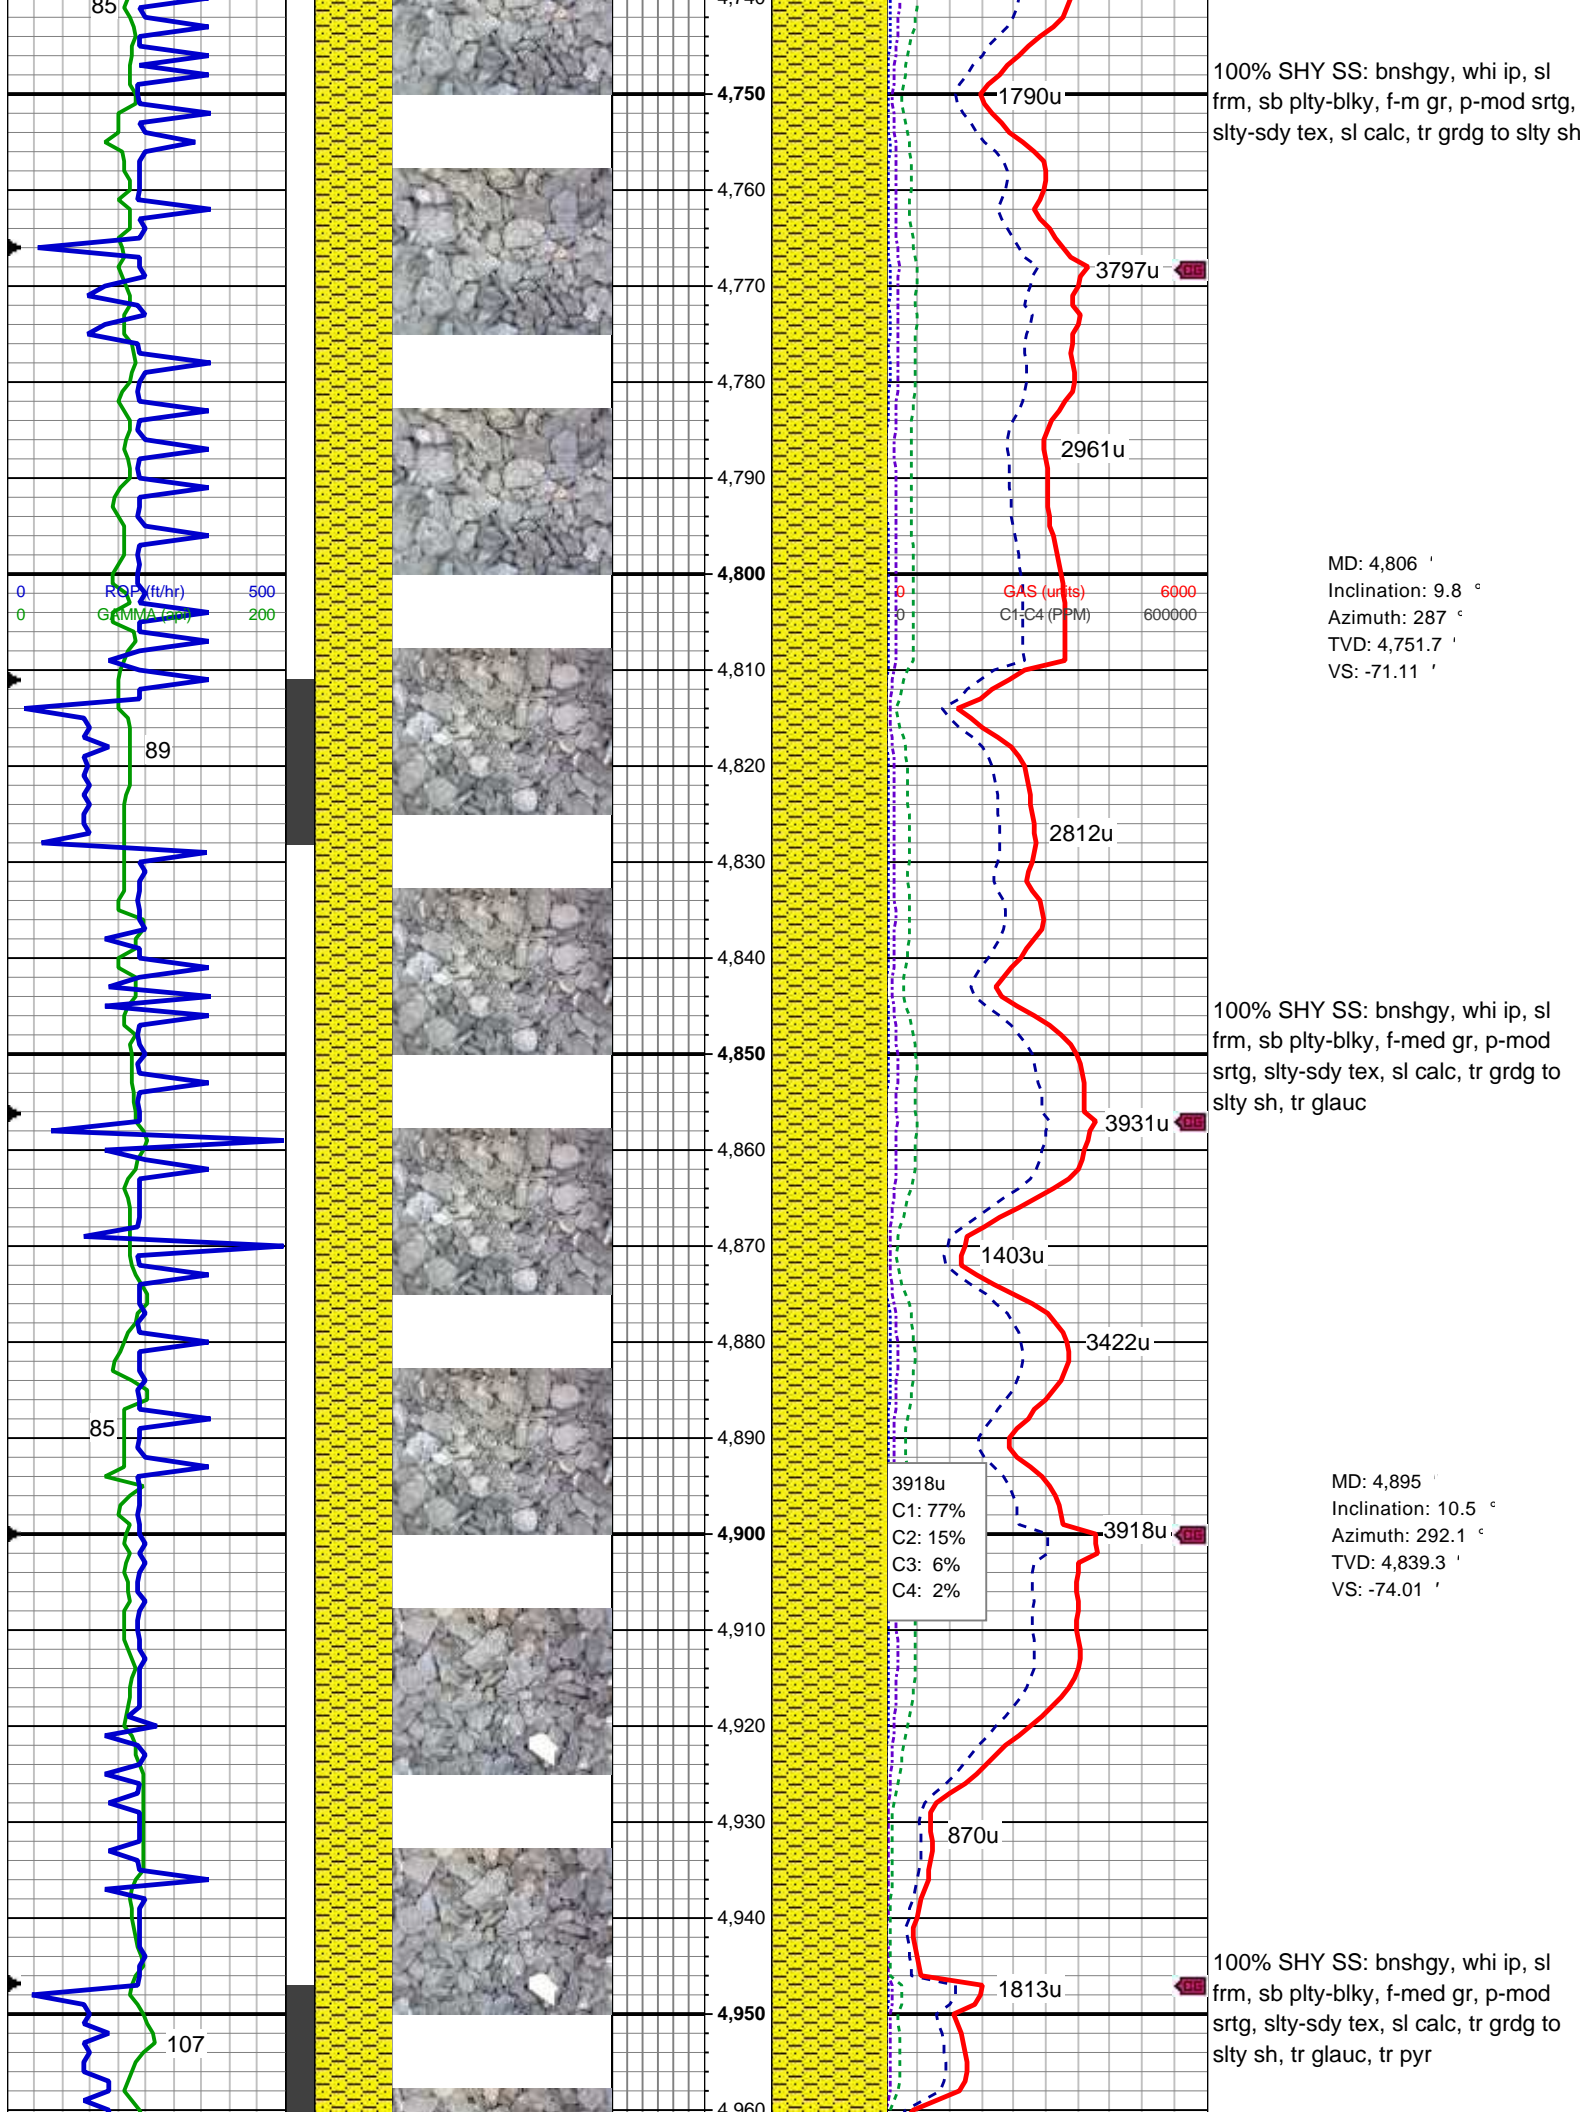 85
4,740
100% SHY SS: bnshgy, whi ip, sl
frm, sb plty-blky, f-m gr, p-mod srtg,
slty-sdy tex, sl calc, tr grdg to slty sh
4,750
1790u
4,760
3797u
CG
4,770
4,780
2961u
4,790
4,800
0 ROP (ft/hr) 500
0 GAMMA (api) 200
0 GAS (units) 6000
0 C1-C4 (PPM) 600000
MD: 4,806 '
Inclination: 9.8 °
Azimuth: 287 °
TVD: 4,751.7 '
VS: -71.11 '
4,810
89
4,820
2812u
4,830
4,840
100% SHY SS: bnshgy, whi ip, sl
frm, sb plty-blky, f-med gr, p-mod
srtg, slty-sdy tex, sl calc, tr grdg to
slty sh, tr glauc
4,850
3931u
CG
4,860
4,870
1403u
4,880
3422u
85
4,890
3918u
C1: 77%
C2: 15%
C3: 6%
C4: 2%
MD: 4,895 '
Inclination: 10.5 °
Azimuth: 292.1 °
TVD: 4,839.3 '
VS: -74.01 '
4,900
3918u
CG
4,910
4,920
4,930
870u
4,940
100% SHY SS: bnshgy, whi ip, sl
frm, sb plty-blky, f-med gr, p-mod
srtg, slty-sdy tex, sl calc, tr grdg to
slty sh, tr glauc, tr pyr
1813u
CG
4,950
107
4,960